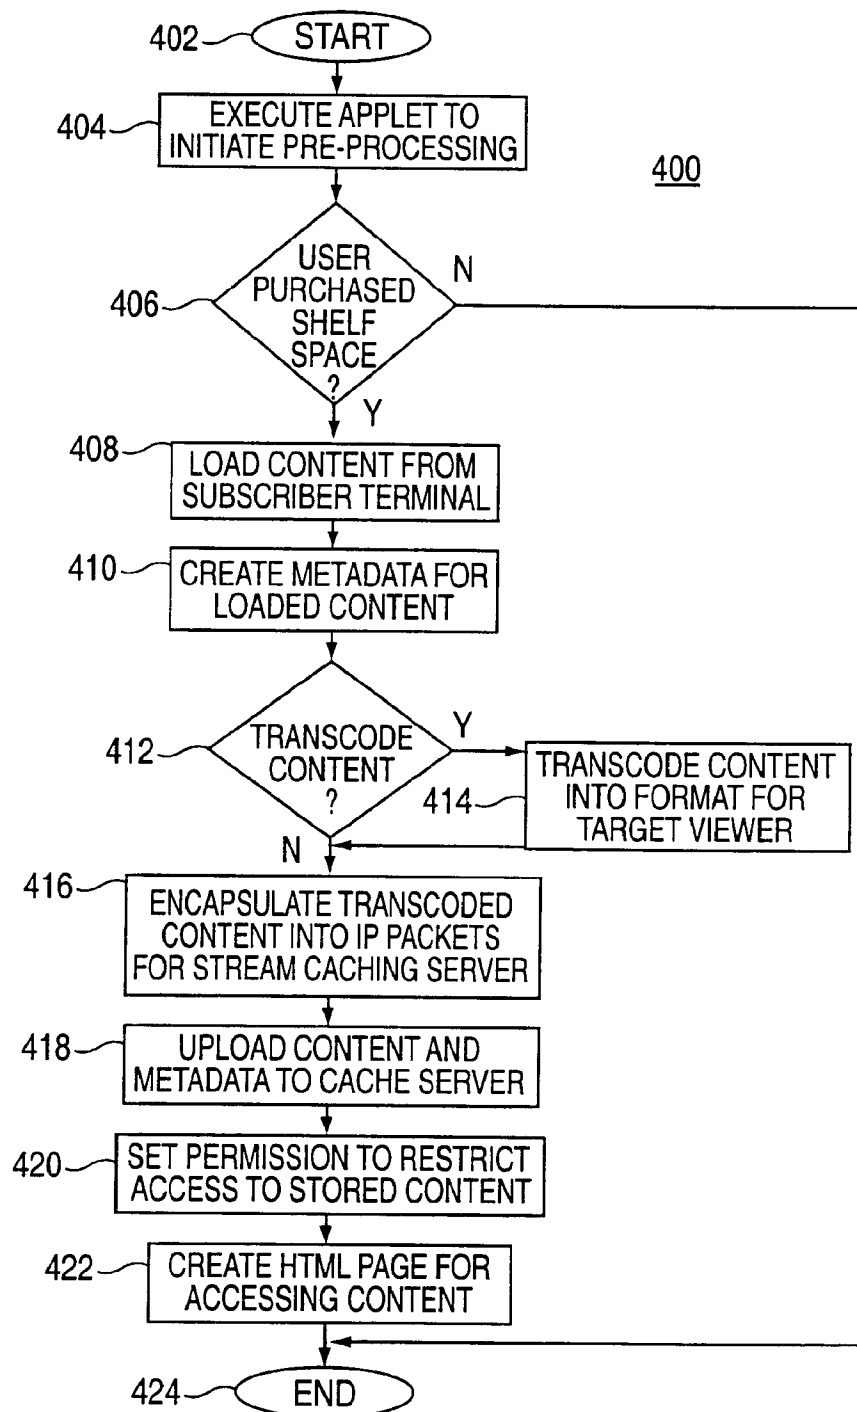 402
START
404
EXECUTE APPLET TO
INITIATE PRE-PROCESSING
400
406
USER
PURCHASED
SHELF
SPACE
?
N
Y
408
LOAD CONTENT FROM
SUBSCRIBER TERMINAL
410
CREATE METADATA FOR
LOADED CONTENT
412
TRANSCODE
CONTENT
?
Y
414
TRANSCODE CONTENT
INTO FORMAT FOR
TARGET VIEWER
N
416
ENCAPSULATE TRANSCODED
CONTENT INTO IP PACKETS
FOR STREAM CACHING SERVER
418
UPLOAD CONTENT AND
METADATA TO CACHE SERVER
420
SET PERMISSION TO RESTRICT
ACCESS TO STORED CONTENT
422
CREATE HTML PAGE FOR
ACCESSING CONTENT
424
END